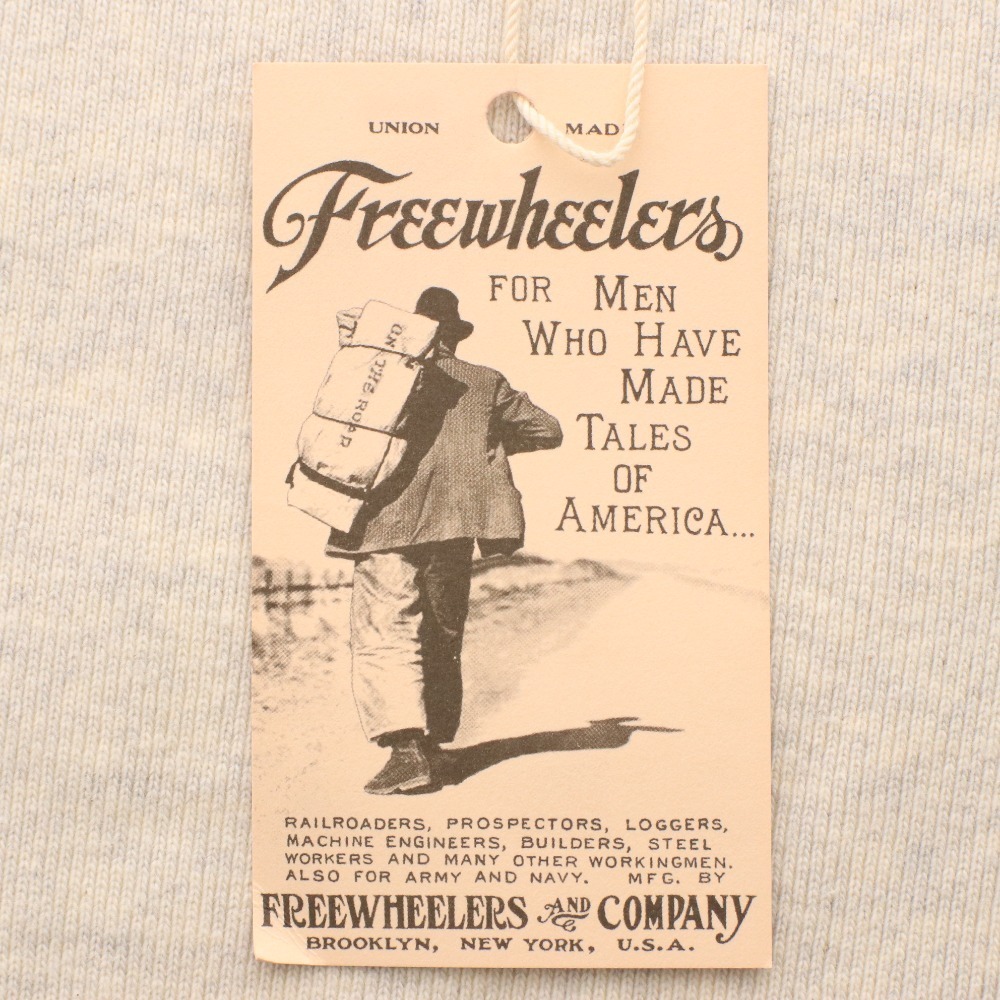 UNION MAD
Freewheelers
FOR MEN
WHO HAVE
MADE
TALES
OF
AMERICA...
ON THE ROAD
RAILROADERS, PROSPECTORS, LOGGERS,
MACHINE ENGINEERS, BUILDERS, STEEL
WORKERS AND MANY OTHER WORKINGMEN.
ALSO FOR ARMY AND NAVY. MFG. BY
FREEWHEELERS AND COMPANY
BROOKLYN, NEW YORK, U.S.A.